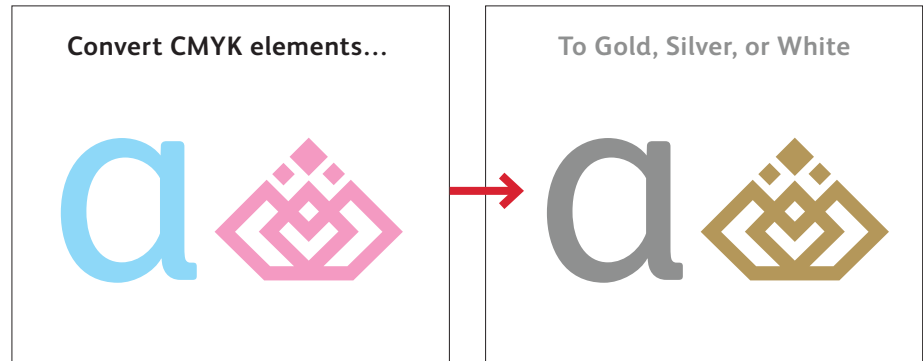 Convert CMYK elements...
To Gold, Silver, or White
a
a